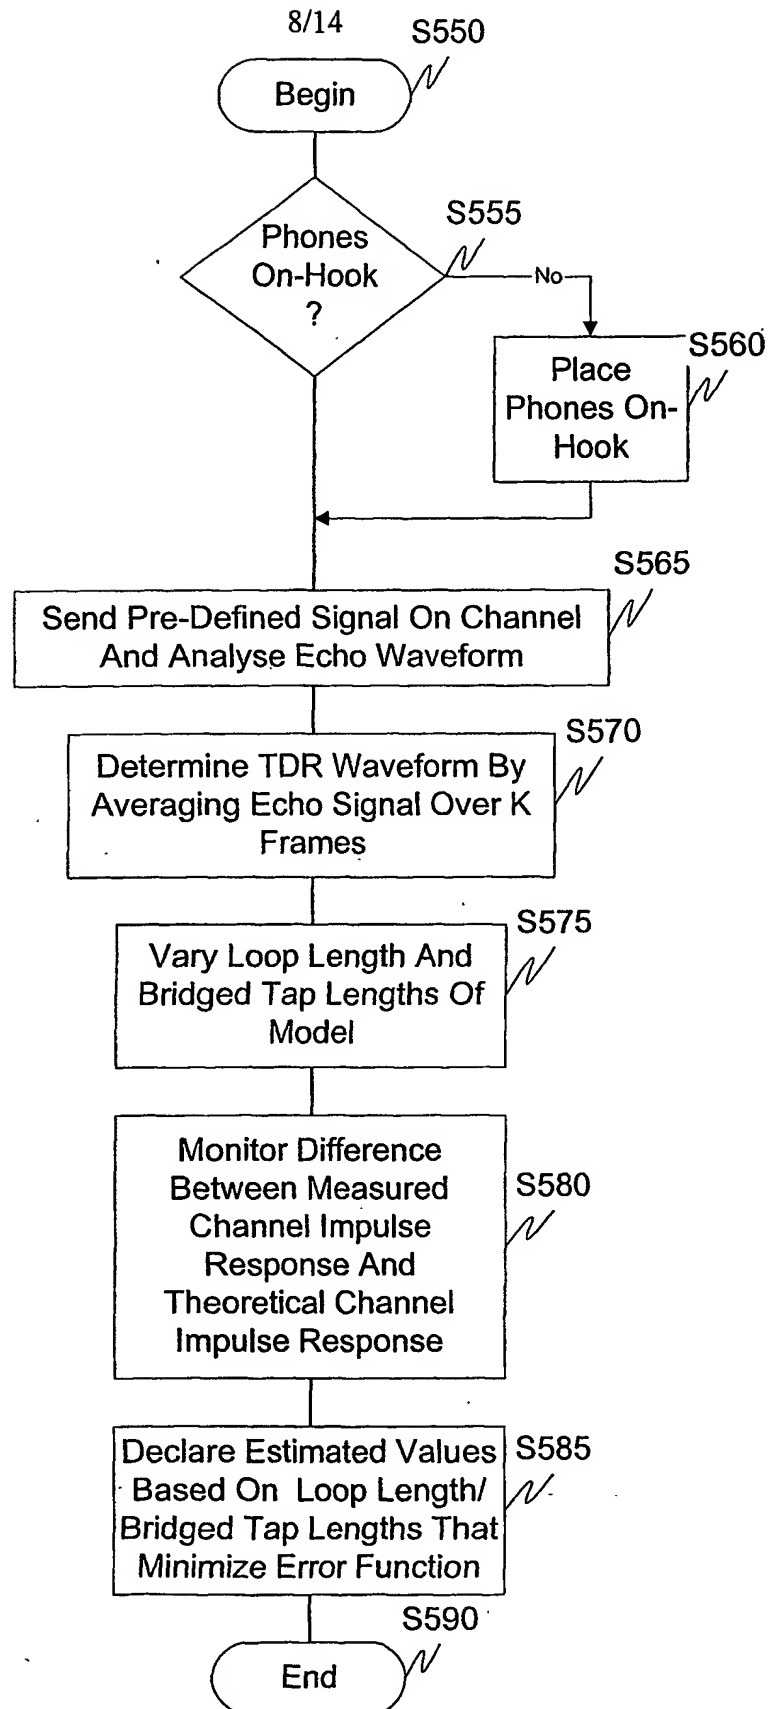 8/14
S550
Begin
S555
Phones
On-Hook
?
No
S560
Place
Phones On-
Hook
S565
Send Pre-Defined Signal On Channel
And Analyse Echo Waveform
S570
Determine TDR Waveform By
Averaging Echo Signal Over K
Frames
S575
Vary Loop Length And
Bridged Tap Lengths Of
Model
S580
Monitor Difference
Between Measured
Channel Impulse
Response And
Theoretical Channel
Impulse Response
S585
Declare Estimated Values
Based On Loop Length/
Bridged Tap Lengths That
Minimize Error Function
S590
End